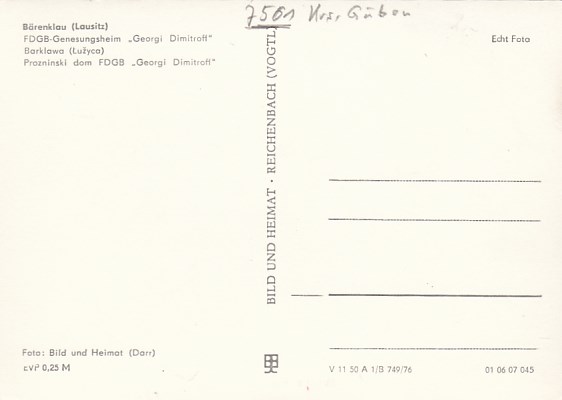 7561 Krs. Guben
Bärenklau (Lausitz)
FDGB-Genesungsheim „Georgi Dimitroff"
Barklawa (Łužyca)
Prozninski dom FDGB „Georgi Dimitroff"
Echt Foto
BILD UND HEIMAT · REICHENBACH (VOGTL
Foto: Bild und Heimat (Darr)
EVP 0,25 M
V 11 50 A 1/B 749/76
01 06 07 045